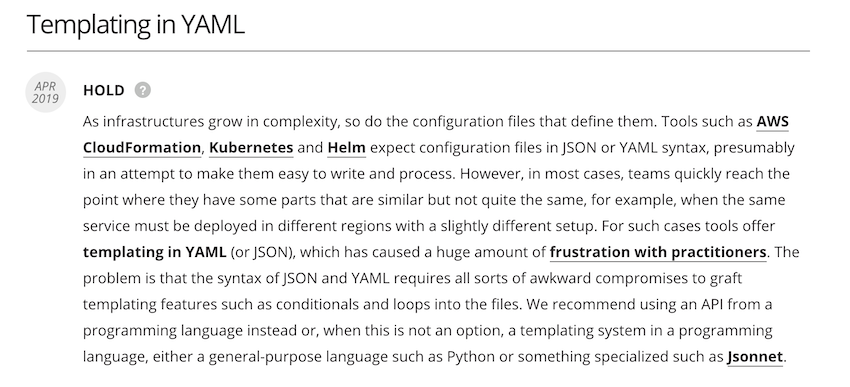 Templating in YAML
APR
2019
HOLD ?
As infrastructures grow in complexity, so do the configuration files that define them. Tools such as AWS
CloudFormation, Kubernetes and Helm expect configuration files in JSON or YAML syntax, presumably
in an attempt to make them easy to write and process. However, in most cases, teams quickly reach the
point where they have some parts that are similar but not quite the same, for example, when the same
service must be deployed in different regions with a slightly different setup. For such cases tools offer
templating in YAML (or JSON), which has caused a huge amount of frustration with practitioners. The
problem is that the syntax of JSON and YAML requires all sorts of awkward compromises to graft
templating features such as conditionals and loops into the files. We recommend using an API from a
programming language instead or, when this is not an option, a templating system in a programming
language, either a general-purpose language such as Python or something specialized such as Jsonnet.